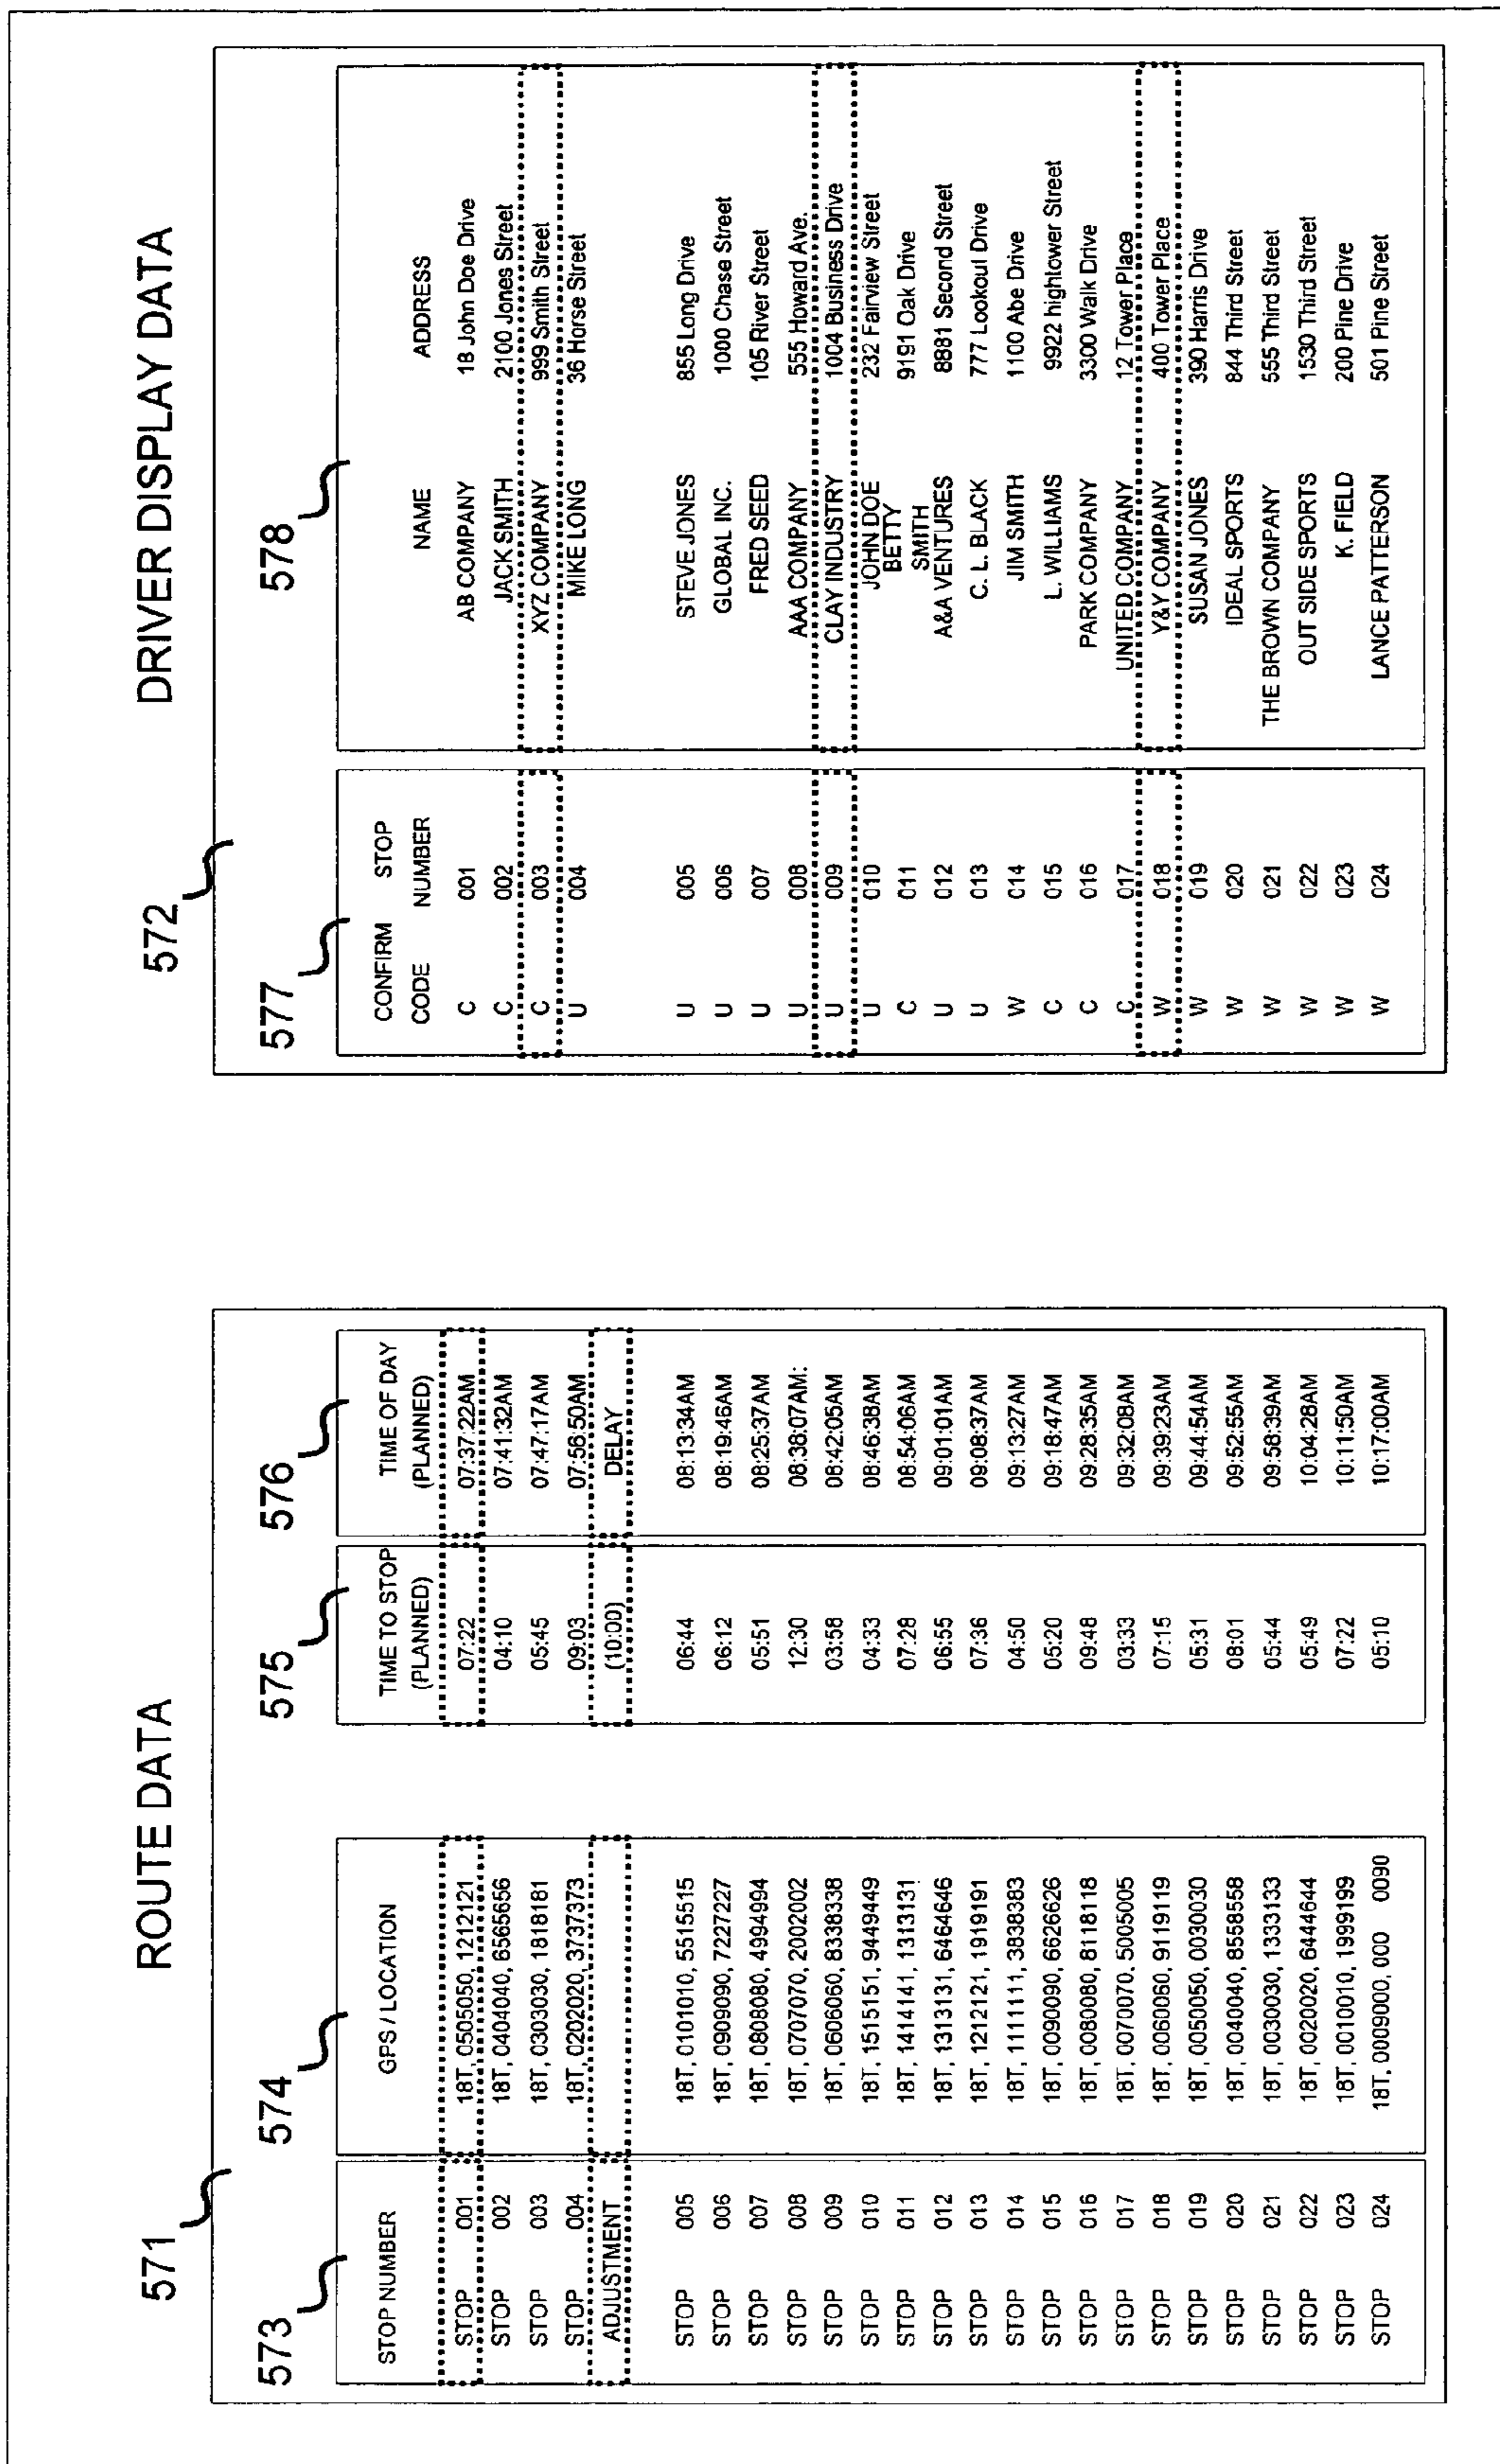 ROUTE DATA
571
573
574
575
576
STOP NUMBER GPS / LOCATION TIME TO STOP (PLANNED) TIME OF DAY (PLANNED)
STOP 001 18T, 0505050, 1212121 07:22 07:37:22AM
STOP 002 18T, 0404040, 6565656 04:10 07:41:32AM
STOP 003 18T, 0303030, 1818181 05:45 07:47:17AM
STOP 004 18T, 0202020, 3737373 09:03 07:56:50AM
ADJUSTMENT (10:00) DELAY
STOP 005 18T, 0101010, 5515515 06:44 08:13:34AM
STOP 006 18T, 0909090, 7227227 06:12 08:19:46AM
STOP 007 18T, 0808080, 4994994 05:51 08:25:37AM
STOP 008 18T, 0707070, 2002002 12:30 08:38:07AM:
STOP 009 18T, 0606060, 8338338 03:58 08:42:05AM
STOP 010 18T, 1515151, 9449449 04:33 08:46:38AM
STOP 011 18T, 1414141, 1313131 07:28 08:54:06AM
STOP 012 18T, 1313131, 6464646 06:55 09:01:01AM
STOP 013 18T, 1212121, 1919191 07:36 09:08:37AM
STOP 014 18T, 1111111, 3838383 04:50 09:13:27AM
STOP 015 18T, 0090090, 6626626 05:20 09:18:47AM
STOP 016 18T, 0080080, 8118118 09:48 09:28:35AM
STOP 017 18T, 0070070, 5005005 03:33 09:32:08AM
STOP 018 18T, 0060060, 9119119 07:15 09:39:23AM
STOP 019 18T, 0050050, 0030030 05:31 09:44:54AM
STOP 020 18T, 0040040, 8558558 08:01 09:52:55AM
STOP 021 18T, 0030030, 1333133 05:44 09:58:39AM
STOP 022 18T, 0020020, 6444644 05:49 10:04:28AM
STOP 023 18T, 0010010, 1999199 07:22 10:11:50AM
STOP 024 18T, 0009000, 000 0090 05:10 10:17:00AM
DRIVER DISPLAY DATA
572
577
578
CONFIRM CODE STOP NUMBER NAME ADDRESS
C 001 AB COMPANY 18 John Doe Drive
C 002 JACK SMITH 2100 Jones Street
C 003 XYZ COMPANY 999 Smith Street
U 004 MIKE LONG 36 Horse Street
U 005 STEVE JONES 855 Long Drive
U 006 GLOBAL INC. 1000 Chase Street
U 007 FRED SEED 105 River Street
U 008 AAA COMPANY 555 Howard Ave.
U 009 CLAY INDUSTRY 1004 Business Drive
U 010 JOHN DOE 232 Fairview Street
C 011 BETTY SMITH 9191 Oak Drive
U 012 A&A VENTURES 8881 Second Street
U 013 C. L. BLACK 777 Lookout Drive
W 014 JIM SMITH 1100 Abe Drive
C 015 L. WILLIAMS 9922 hightower Street
C 016 PARK COMPANY 3300 Walk Drive
C 017 UNITED COMPANY 12 Tower Place
W 018 Y&Y COMPANY 400 Tower Place
W 019 SUSAN JONES 390 Harris Drive
W 020 IDEAL SPORTS 844 Third Street
W 021 THE BROWN COMPANY 555 Third Street
W 022 OUT SIDE SPORTS 1530 Third Street
W 023 K. FIELD 200 Pine Drive
W 024 LANCE PATTERSON 501 Pine Street